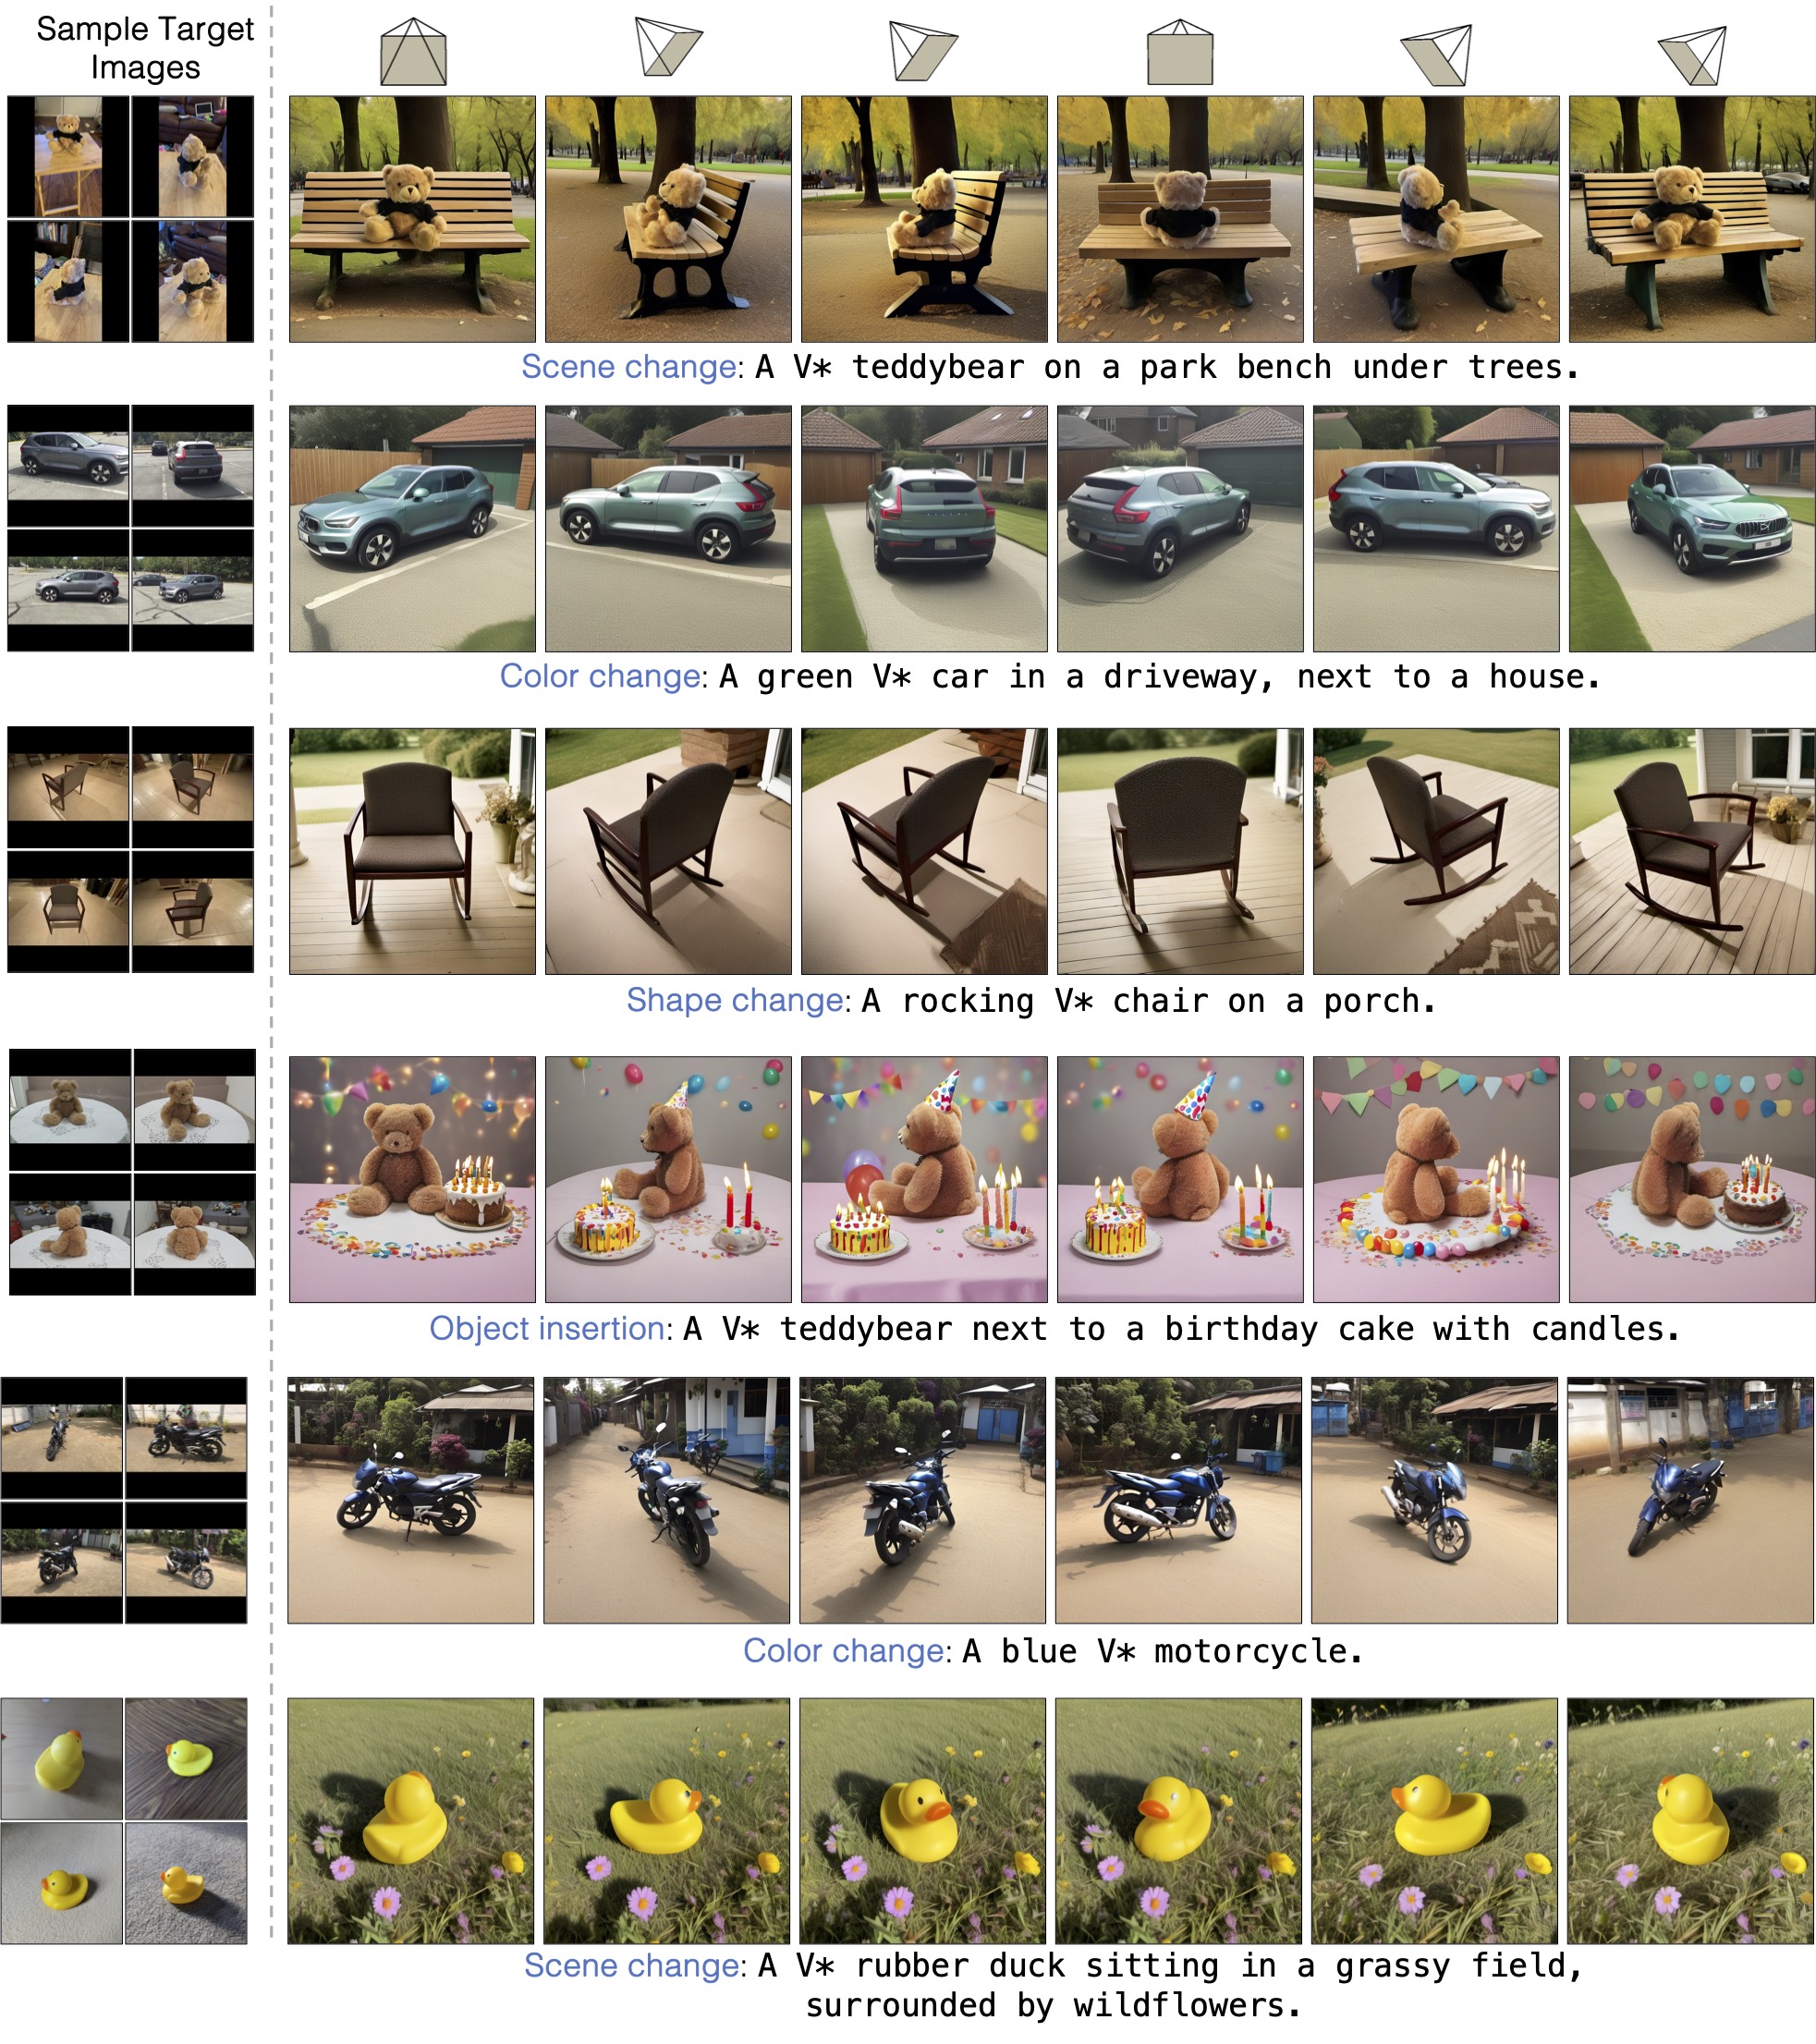 Sample Target
Images
Scene change: A V* teddybear on a park bench under trees.
Color change: A green V* car in a driveway, next to a house.
Shape change: A rocking V* chair on a porch.
Object insertion: A V* teddybear next to a birthday cake with candles.
Color change: A blue V* motorcycle.
Scene change: A V* rubber duck sitting in a grassy field,
surrounded by wildflowers.